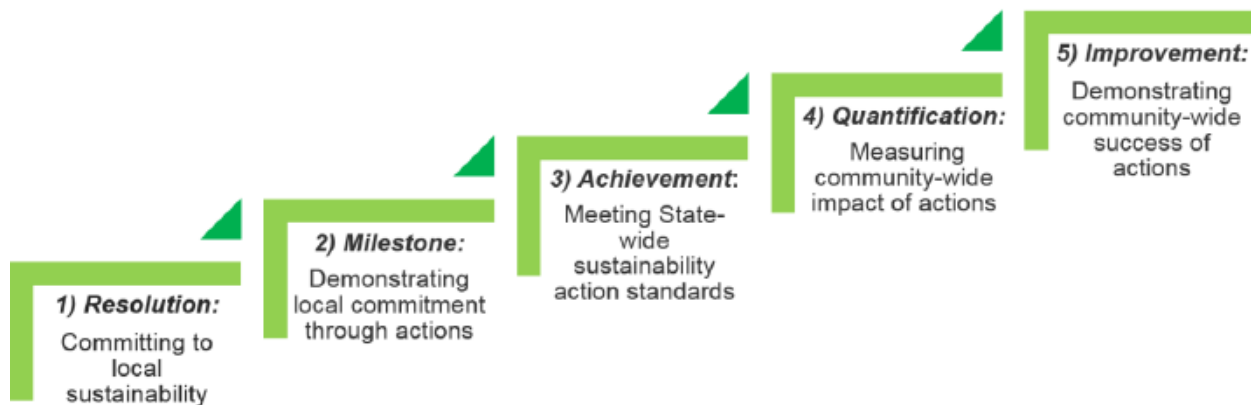 1) Resolution:
Committing to
local
sustainability
2) Milestone:
Demonstrating
local commitment
through actions
3) Achievement:
Meeting State-
wide
sustainability
action standards
4) Quantification:
Measuring
community-wide
impact of actions
5) Improvement:
Demonstrating
community-wide
success of
actions